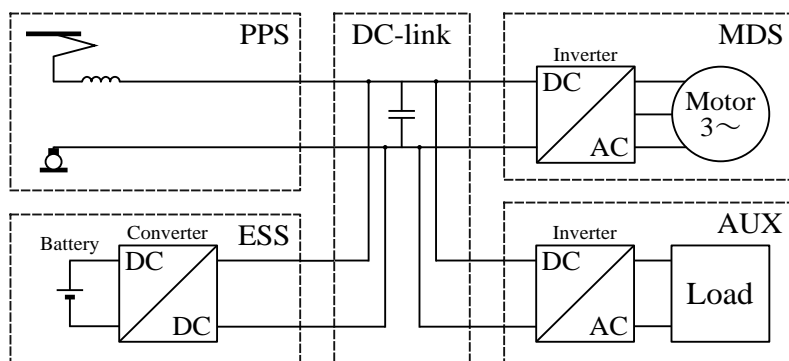 PPS
DC-link
MDS
Inverter
DC
AC
Motor
3～
Battery
Converter
DC
DC
ESS
AUX
Inverter
DC
AC
Load